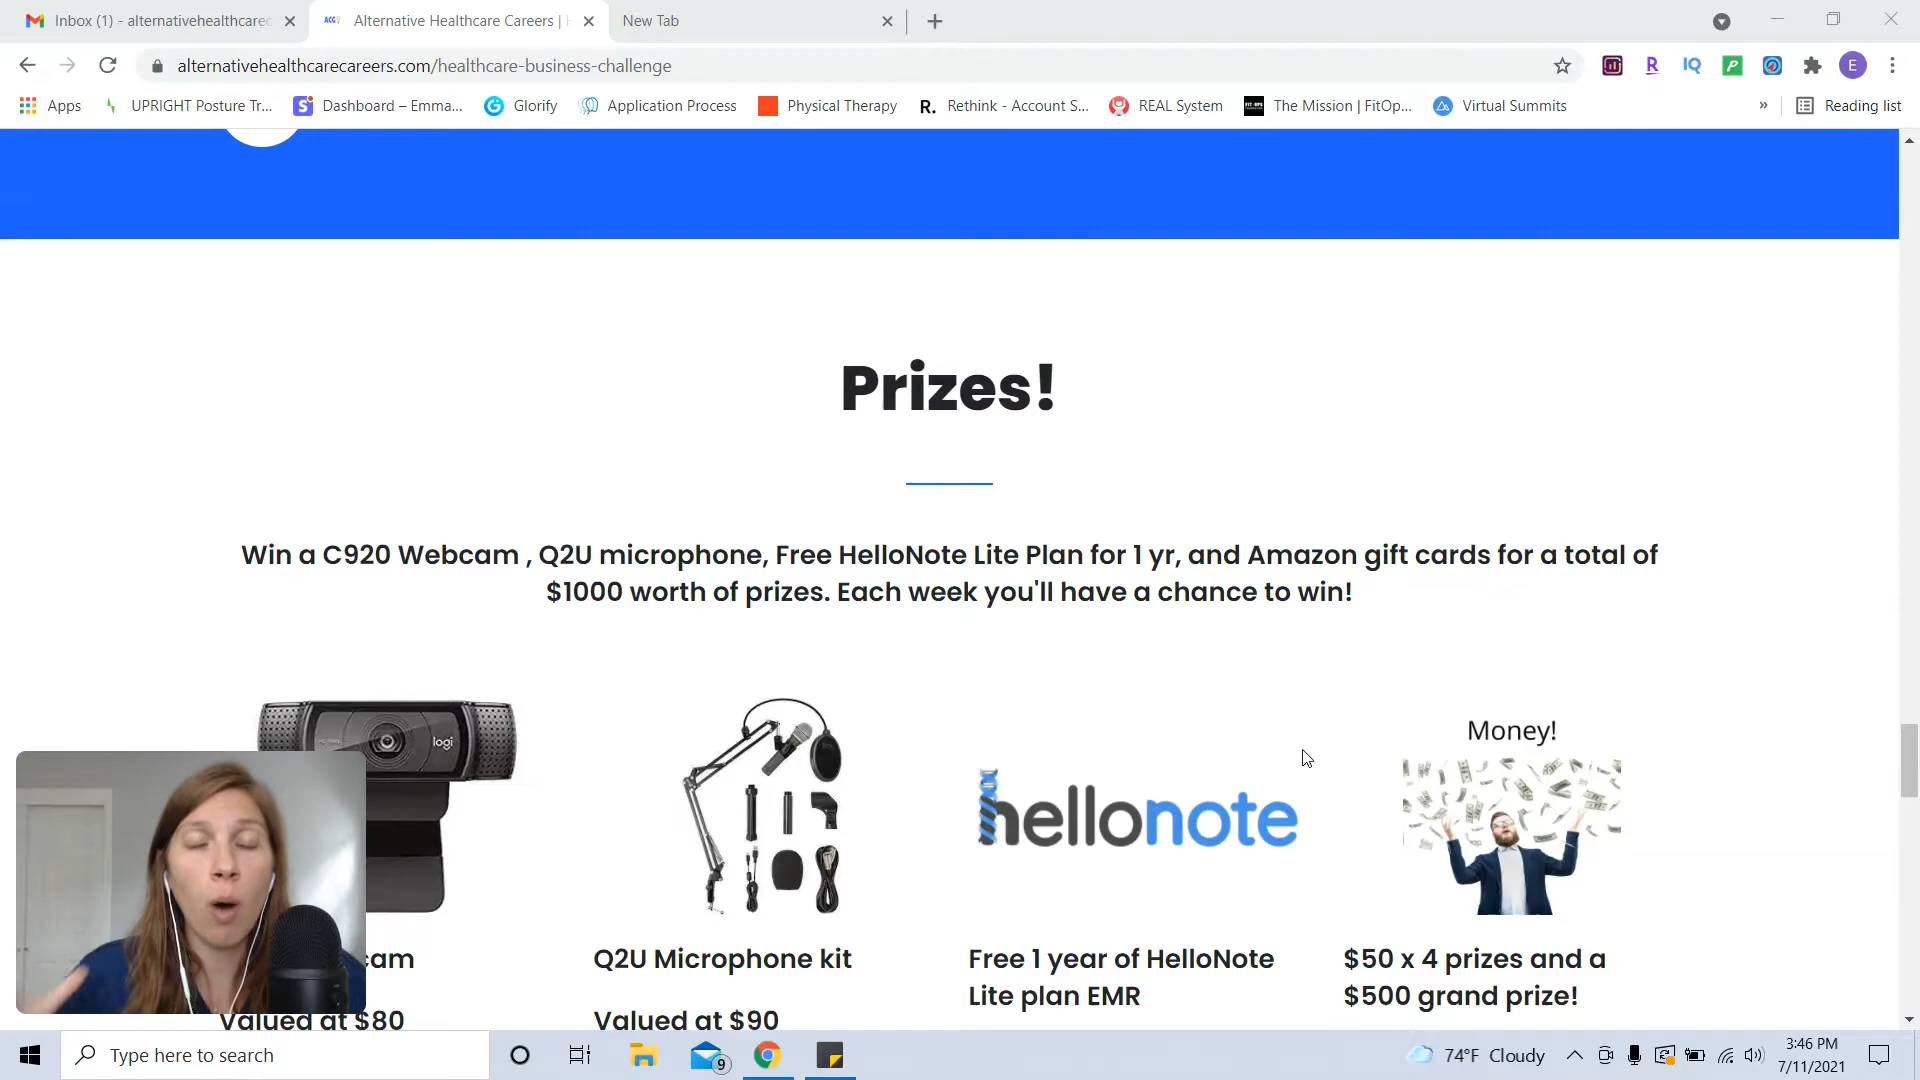 Inbox (1) - alternativehealthcarec
ACG
Alternative Healthcare Careers |
New Tab
alternativehealthcarecareers.com/healthcare-business-challenge
R
IQ
P
E
Apps
UPRIGHT Posture Tr...
Dashboard – Emma...
Glorify
Application Process
Physical Therapy
R.
Rethink - Account S...
REAL System
The Mission | FitOp...
Virtual Summits
»
Reading list
Prizes!
Win a C920 Webcam , Q2U microphone, Free HelloNote Lite Plan for 1 yr, and Amazon gift cards for a total of
$1000 worth of prizes. Each week you'll have a chance to win!
logi
Money!
hellonote
cam
Q2U Microphone kit
Free 1 year of HelloNote
Lite plan EMR
$50 x 4 prizes and a
$500 grand prize!
Valued at $80
Valued at $90
Type here to search
9
74°F Cloudy
3:46 PM
7/11/2021